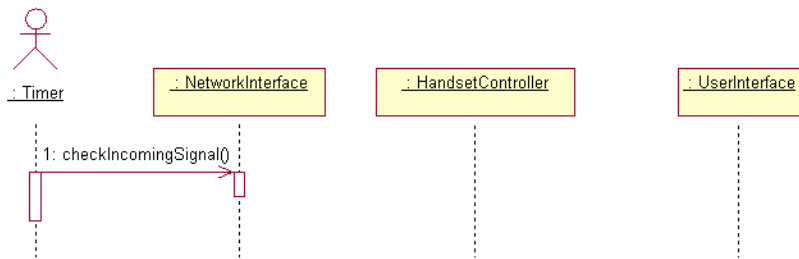 : Timer
: NetworkInterface
: HandsetController
: UserInterface
1: checkIncomingSignal()